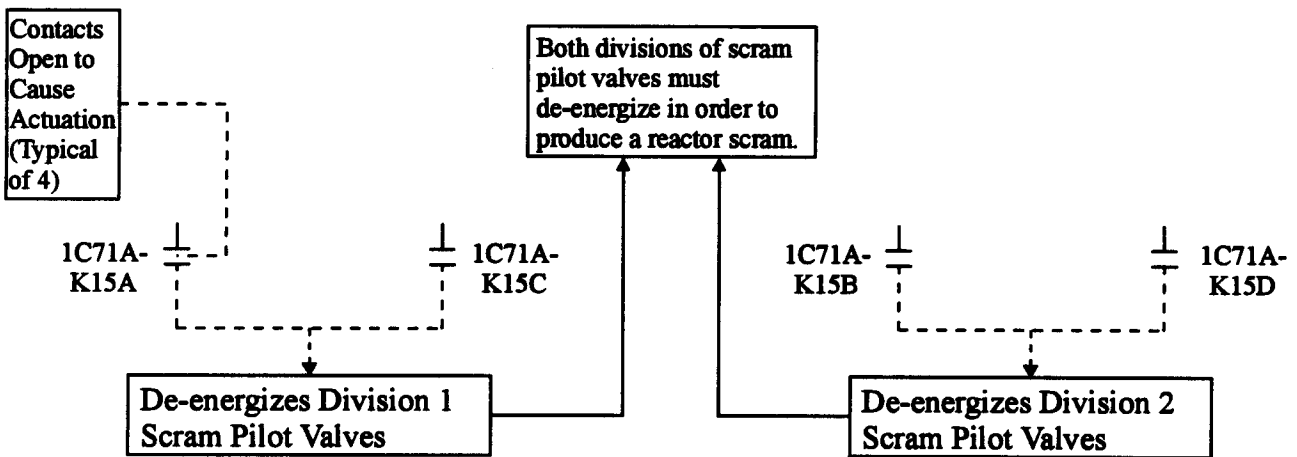 Contacts
Open to
Cause
Actuation
(Typical
of 4)
Both divisions of scram
pilot valves must
de-energize in order to
produce a reactor scram.
1C71A-
K15A
1C71A-
K15C
1C71A-
K15B
1C71A-
K15D
De-energizes Division 1
Scram Pilot Valves
De-energizes Division 2
Scram Pilot Valves